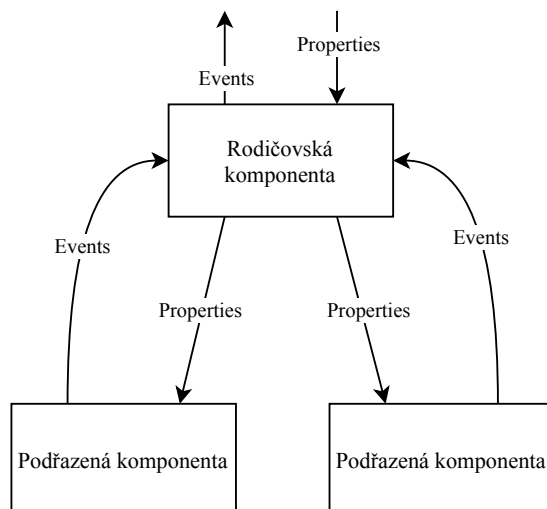 Properties
Events
Rodičovská
komponenta
Events
Events
Properties
Properties
Podřazená komponenta
Podřazená komponenta